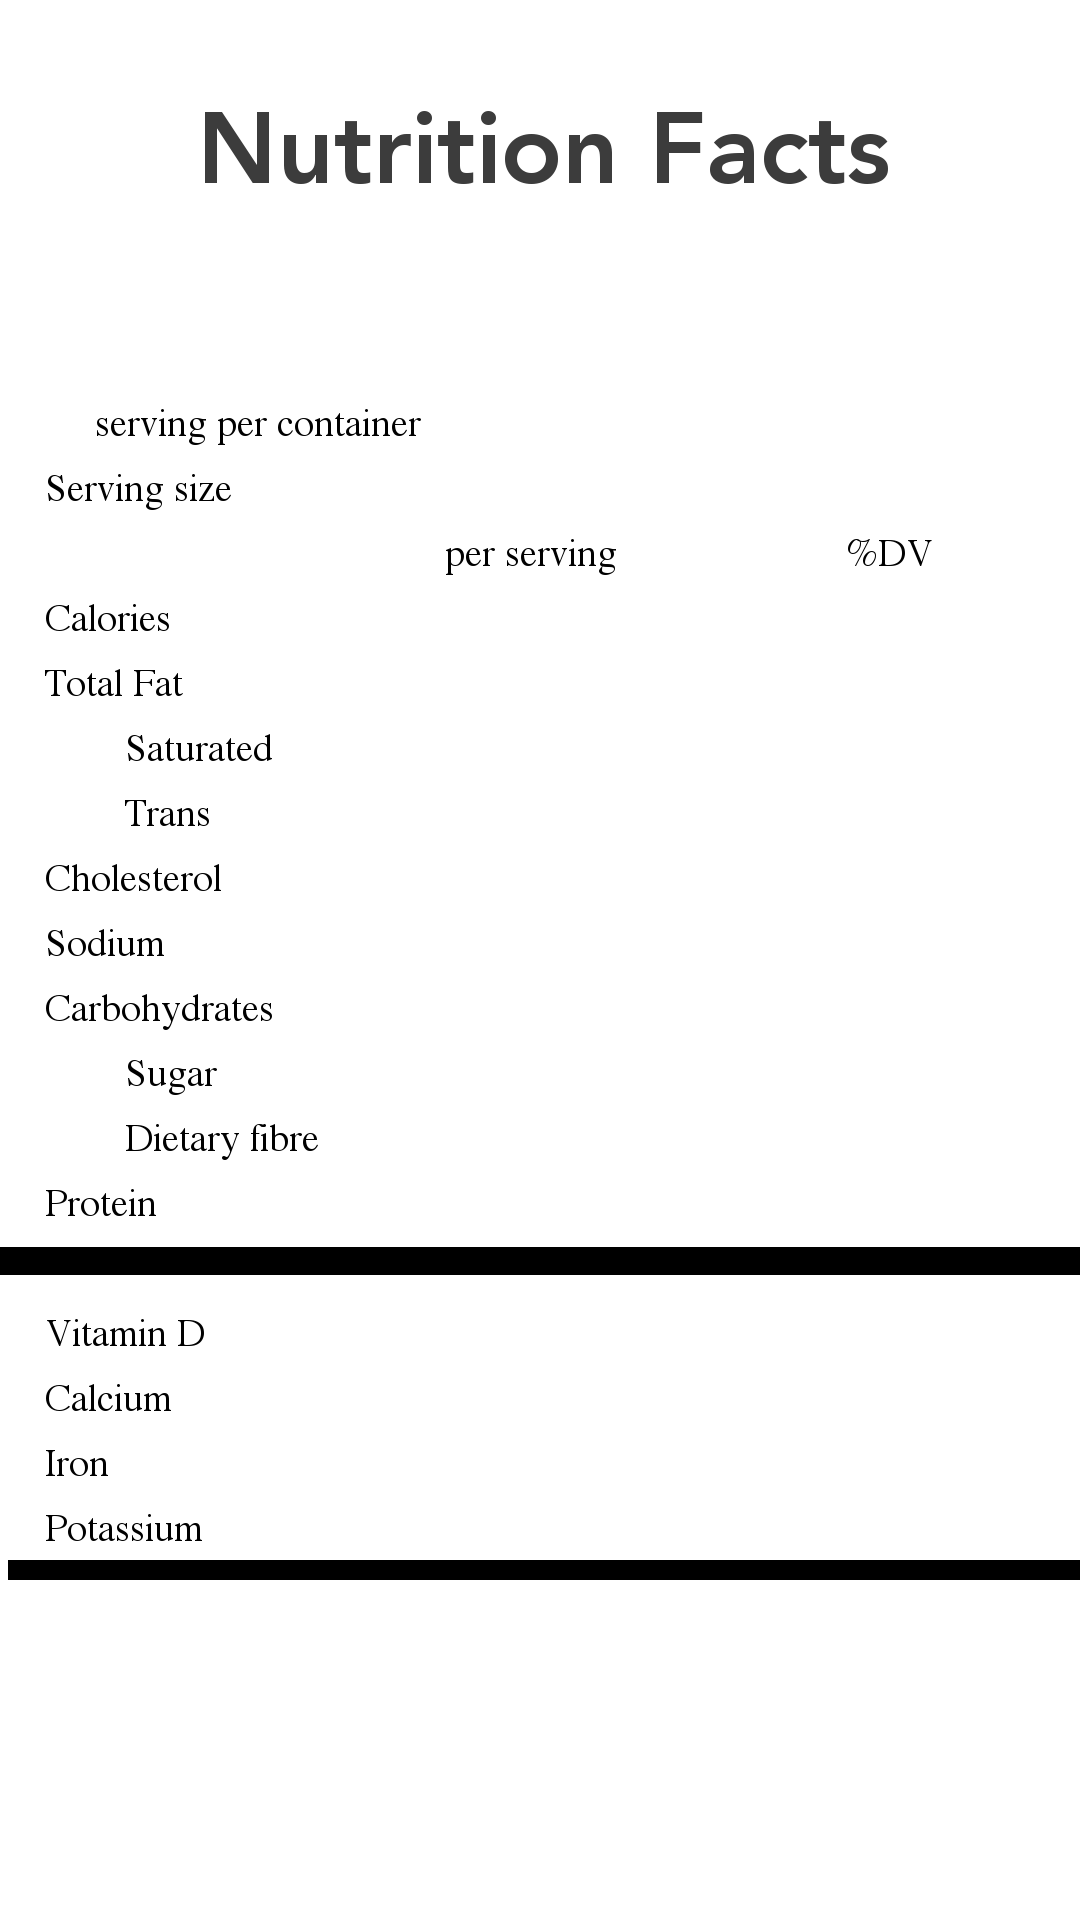 Nutrition Facts
serving per container
Serving size
per serving %DV
Calories
Total Fat
Saturated
Trans
Cholesterol
Sodium
Carbohydrates
Sugar
Dietary fibre
Protein
Vitamin D
Calcium
Iron
Potassium